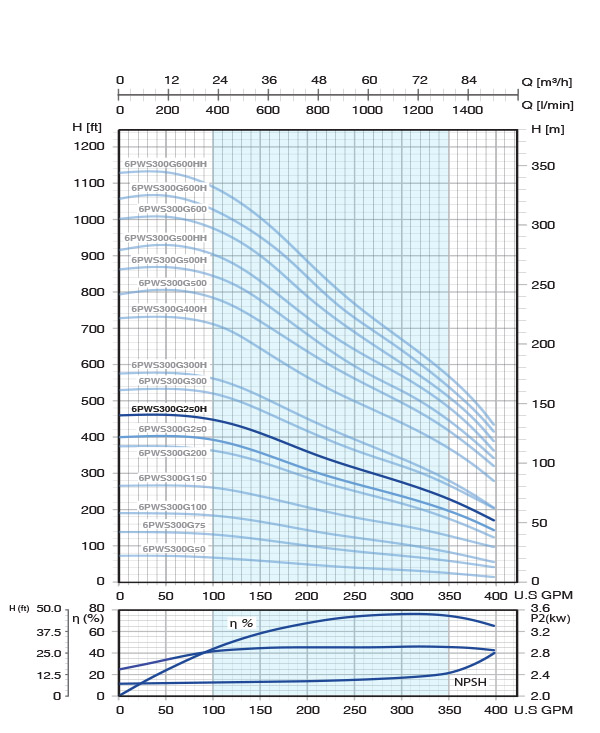 0 12 24 36 48 60 72 84 Q [m³/h]
0 200 400 600 800 1000 1200 1400 Q [l/min]
H [ft] H [m]
1200
350
6PWS300G600HH
1100
6PWS300G600H
6PWS300G600
1000
300
6PWS300Gs00HH
900
6PWS300Gs00H
250
6PWS300Gs00
800
6PWS300G400H
700
200
600
6PWS300G300H
6PWS300G300
500
150
6PWS300G2s0H
6PWS300G2s0
400
6PWS300G200
100
300
6PWS300G1s0
200
6PWS300G100
50
6PWS300G7s
100
6PWS300Gs0
0 0
0 50 100 150 200 250 300 350 400 U.S GPM
H (ft) 50.0 η (%) 80 3.6 P2(kw)
η %
37.5 60 3.2
25.0 40 2.8
12.5 20 2.4
NPSH
0 0 2.0
0 50 100 150 200 250 300 350 400 U.S GPM